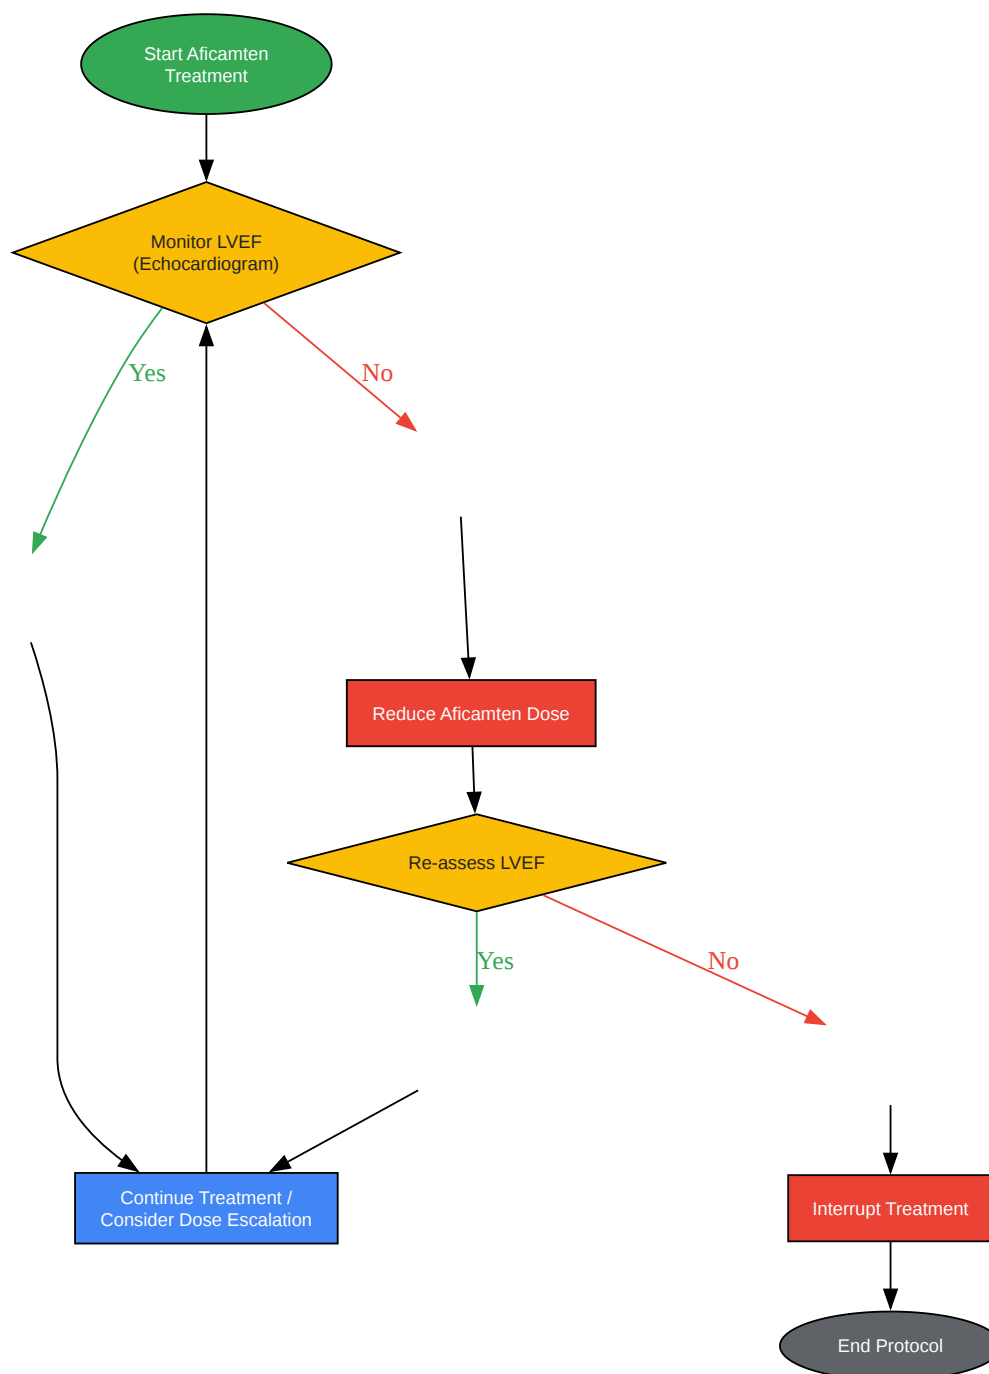 Start Aficamten
Treatment
Monitor LVEF
(Echocardiogram)
Yes
No
Reduce Aficamten Dose
Re-assess LVEF
Yes
No
Continue Treatment /
Consider Dose Escalation
Interrupt Treatment
End Protocol